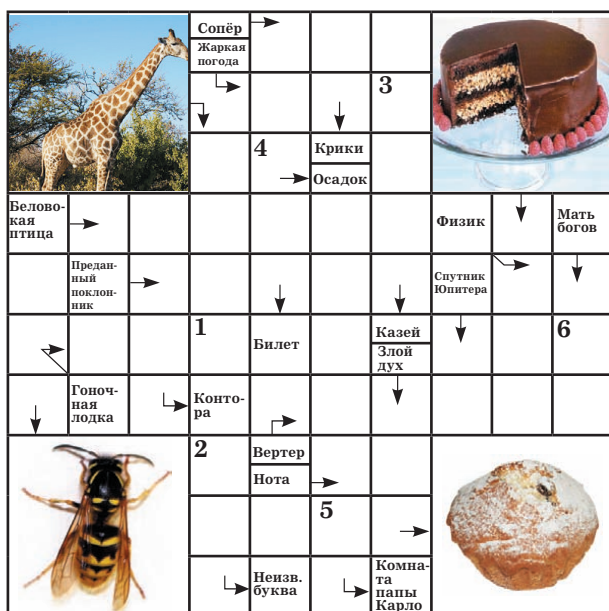 Сопёр
Жаркая
погода
3
4
Крики
Осадок
Белово-
кая
птица
Физик
Мать
богов
Предан-
ный
поклон-
ник
Спутник
Юпитера
1
Билет
Казей
Злой
дух
6
Гоноч-
ная
лодка
Конто-
ра
2
Вертер
Нота
5
Неизв.
буква
Комна-
та
папы
Карло